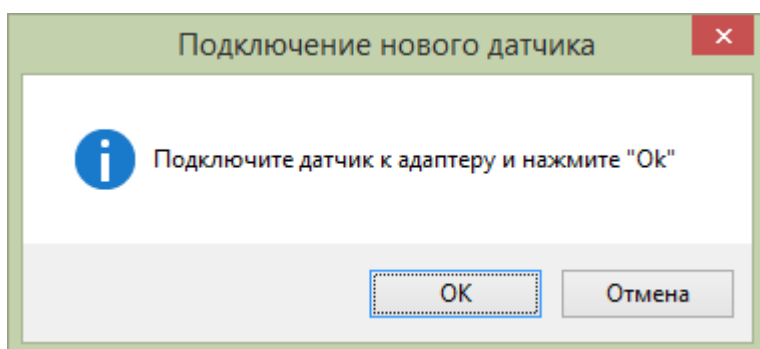 Подключение нового датчика
Подключите датчик к адаптеру и нажмите "Ok"
OK
Отмена